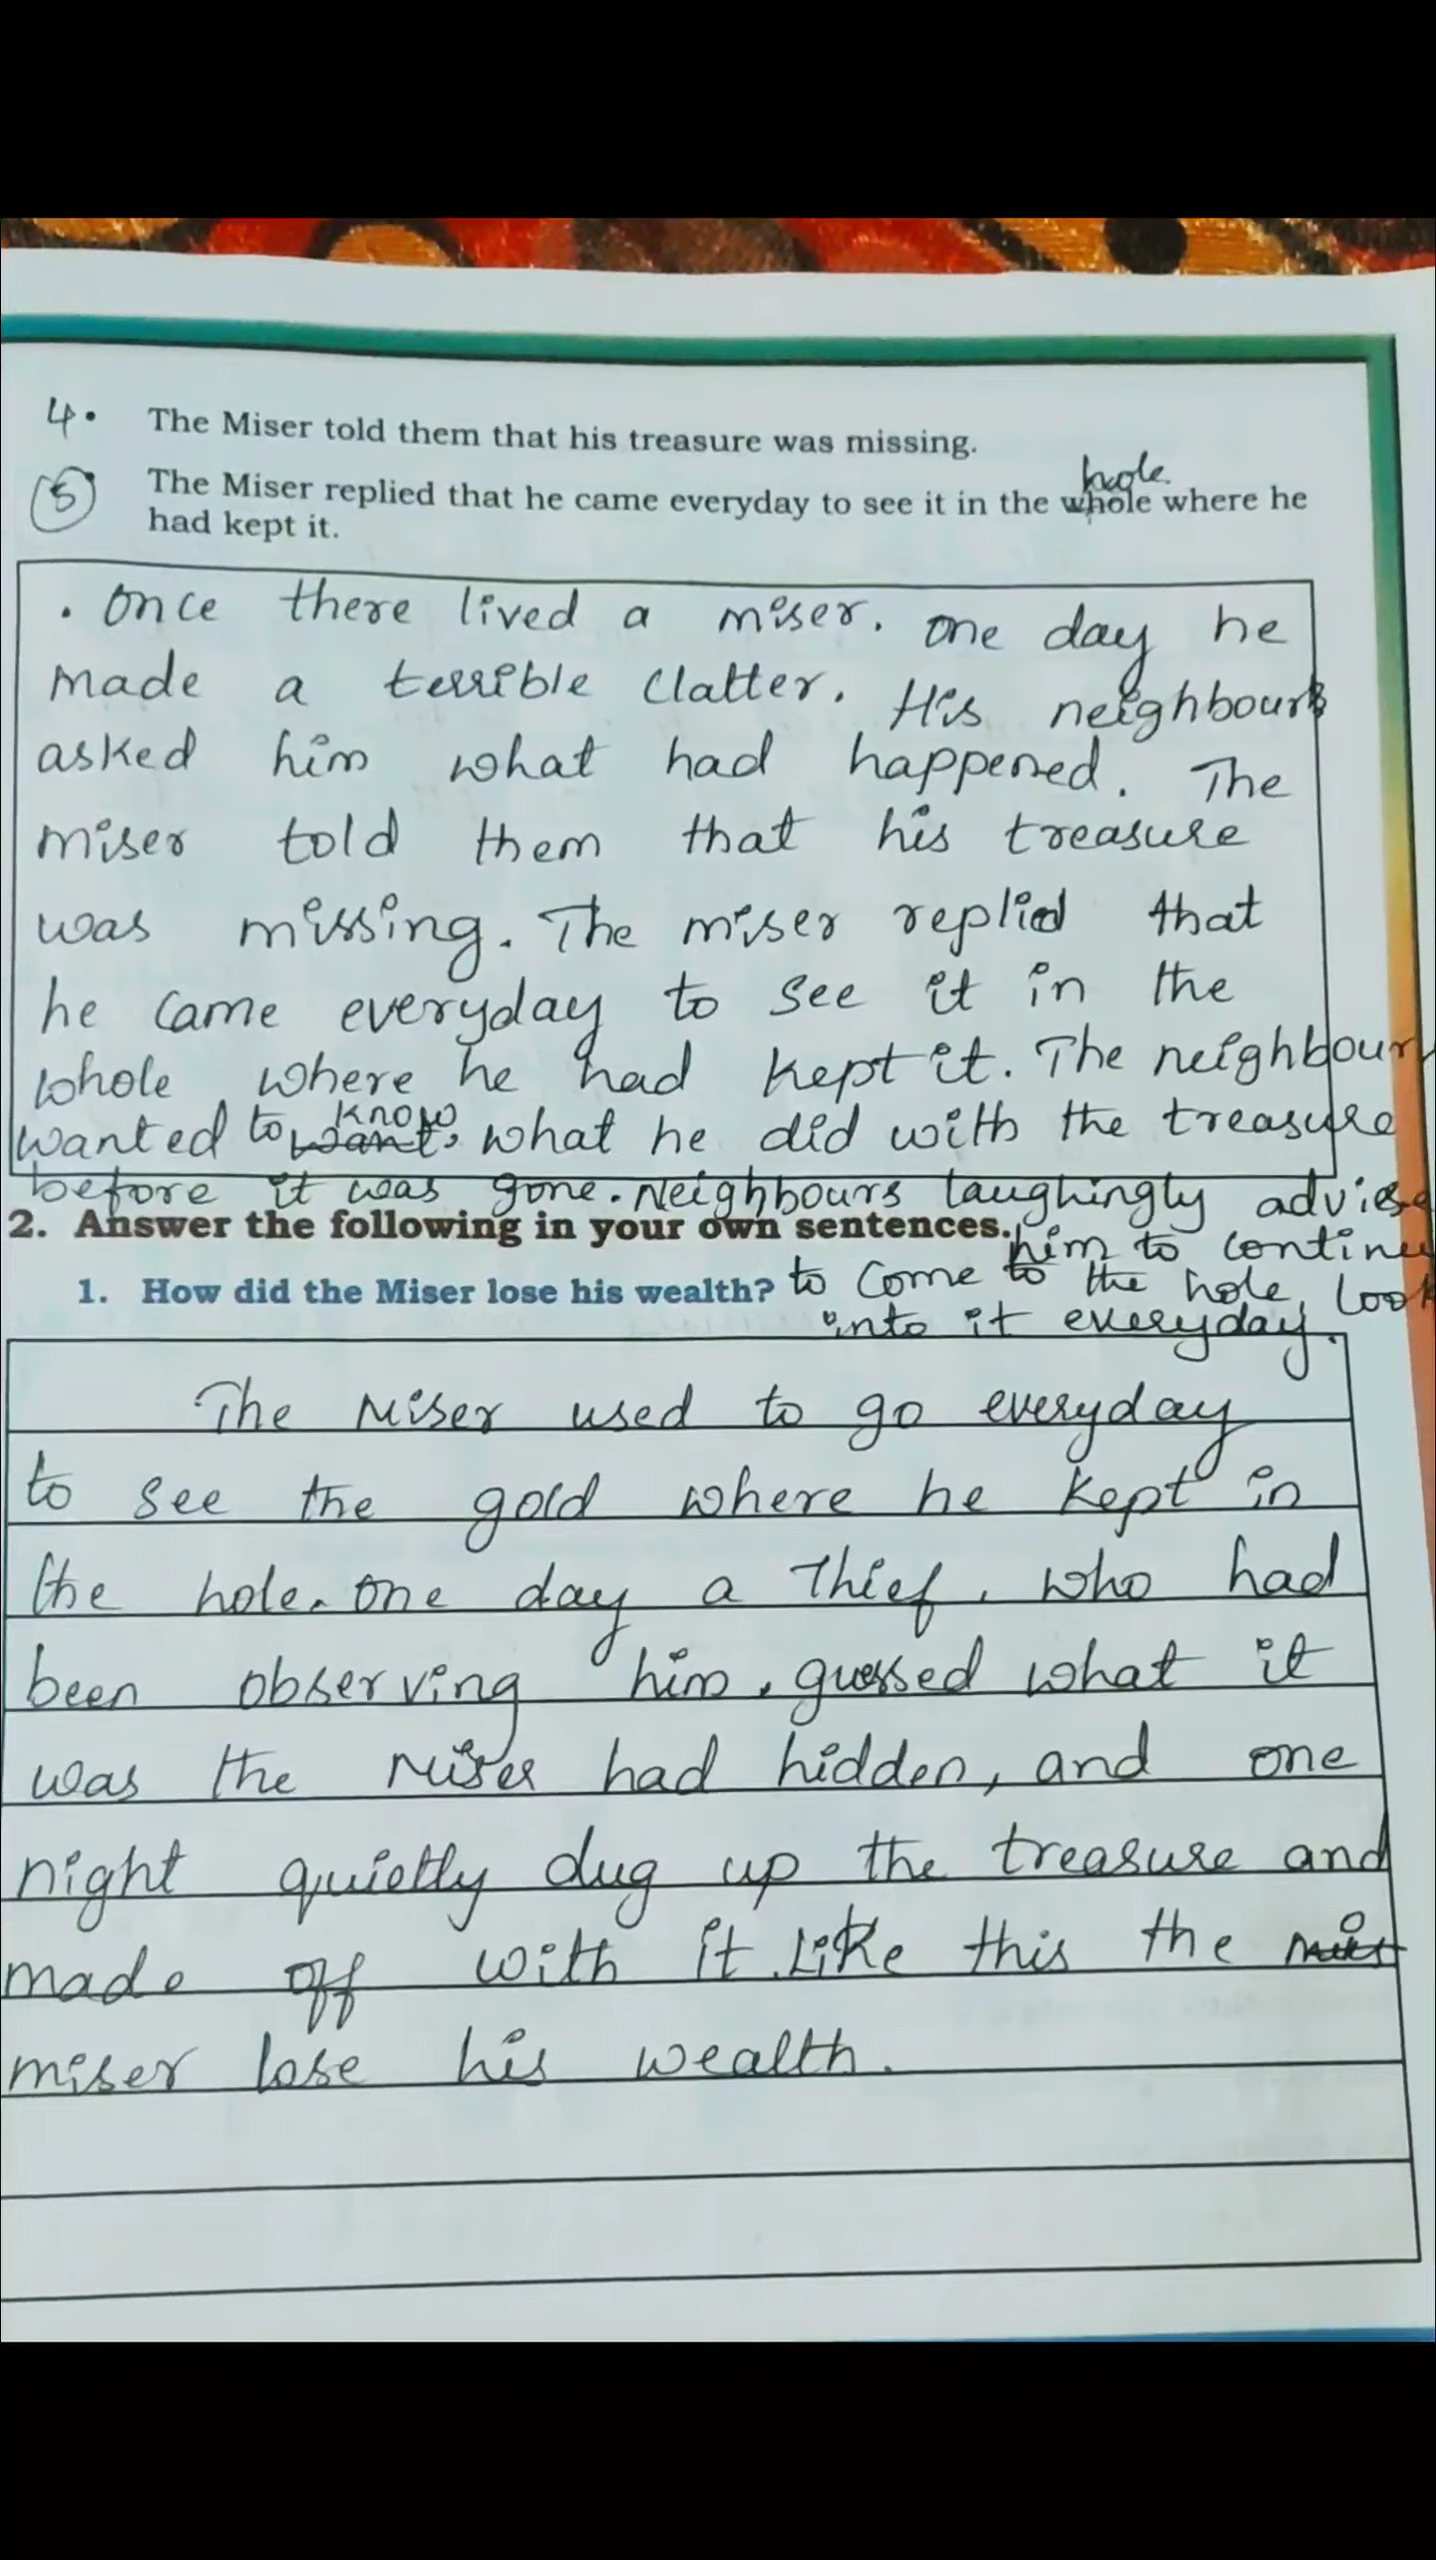 4. The Miser told them that his treasure was missing.
hole
5 The Miser replied that he came everyday to see it in the whole where he
had kept it.
. Once there lived a miser. One day he
made a terrible clatter. His neighbours
asked him what had happened. The
miser told them that his treasure
was missing. The miser replied that
he came everyday to see it in the
whole where he had kept it. The neighbour
know
wanted to want, what he did with the treasure
before it was gone. Neighbours laughingly advise
2. Answer the following in your own sentences.
him to continue
1. How did the Miser lose his wealth?
to come to the hole, look
into it everyday.
The Miser used to go everyday
to see the gold where he kept in
the hole. One day a Thief, who had
been observing him, guessed what it
was the Miser had hidden, and one
night quietly dug up the treasure and
made off with it. Like this the
miser lose his wealth.